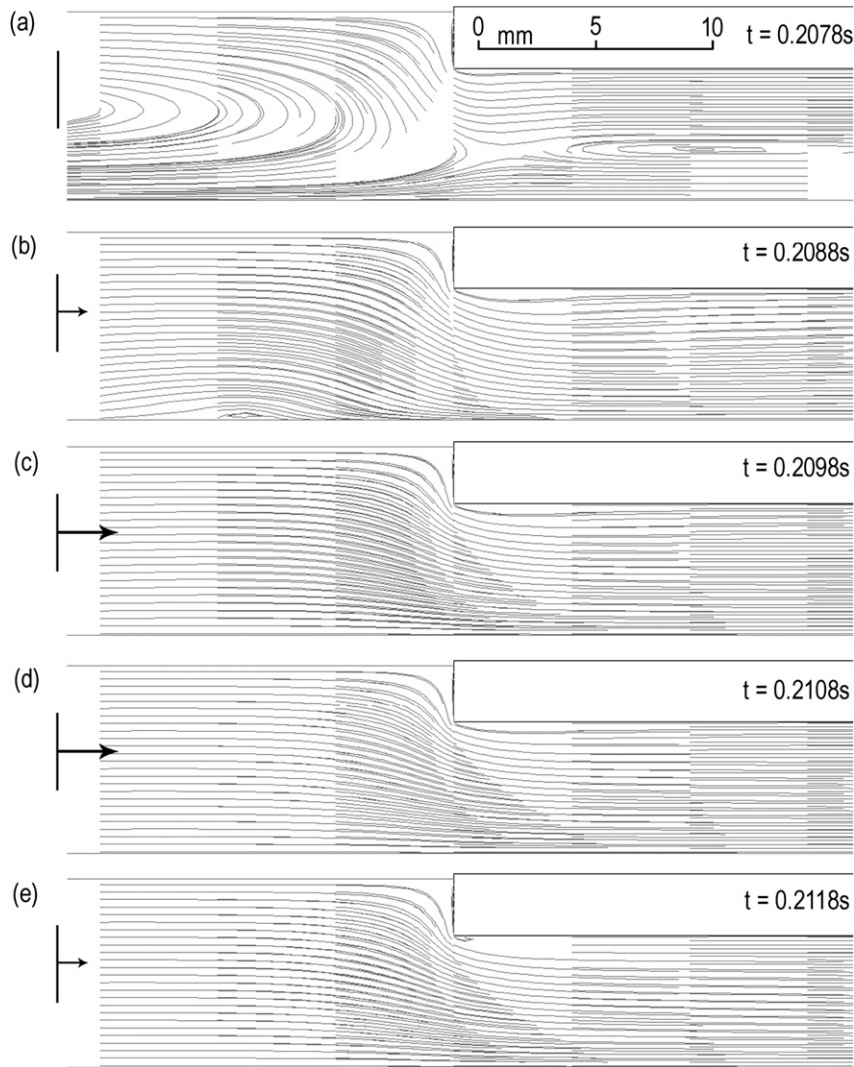 (a)
0 mm 5 10 t = 0.2078s
(b)
t = 0.2088s
(c)
t = 0.2098s
(d)
t = 0.2108s
(e)
t = 0.2118s